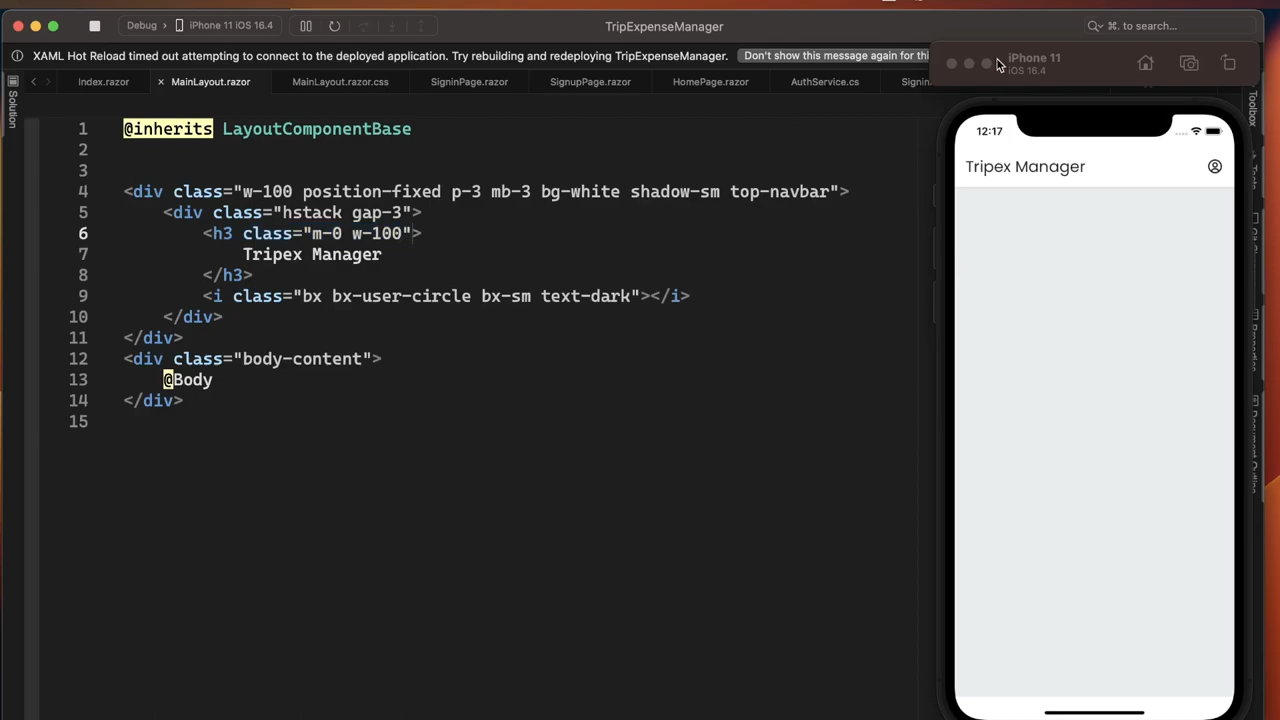 Debug > iPhone 11 iOS 16.4
TripExpenseManager
⌘. to search...
XAML Hot Reload timed out attempting to connect to the deployed application. Try rebuilding and redeploying TripExpenseManager.
Don't show this message again for thi
iPhone 11
iOS 16.4
Solution
Index.razor
MainLayout.razor
MainLayout.razor.css
SigninPage.razor
SignupPage.razor
HomePage.razor
AuthService.cs
Signin
Toolbox
1 @inherits LayoutComponentBase
2
3
4 <div class="w-100 position-fixed p-3 mb-3 bg-white shadow-sm top-navbar">
5 <div class="hstack gap-3">
6 <h3 class="m-0 w-100">
7 Tripex Manager
8 </h3>
9 <i class="bx bx-user-circle bx-sm text-dark"></i>
10 </div>
11 </div>
12 <div class="body-content">
13 @Body
14 </div>
15
12:17
Tripex Manager
Properties
Document Outline